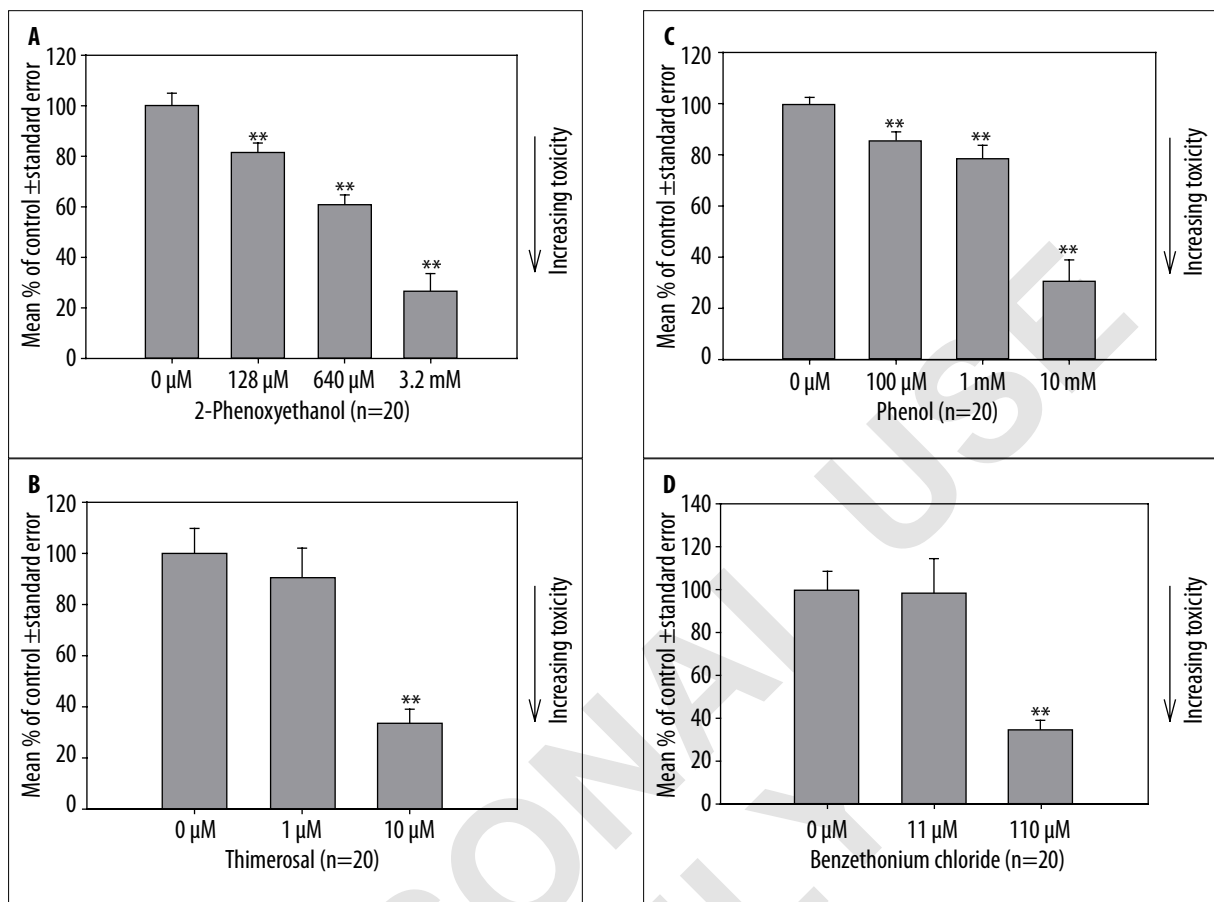 A
Mean % of control ±standard error
120
100
80
60
40
20
0
**
**
**
0 µM 128 µM 640 µM 3.2 mM
2-Phenoxyethanol (n=20)
Increasing toxicity
B
Mean % of control ±standard error
120
100
80
60
40
20
0
**
0 µM 1 µM 10 µM
Thimerosal (n=20)
Increasing toxicity
C
Mean % of control ±standard error
120
100
80
60
40
20
0
**
**
**
0 µM 100 µM 1 mM 10 mM
Phenol (n=20)
Increasing toxicity
D
Mean % of control ±standard error
140
120
100
80
60
40
20
0
**
0 µM 11 µM 110 µM
Benzethonium chloride (n=20)
Increasing toxicity
SONAL USE
LY